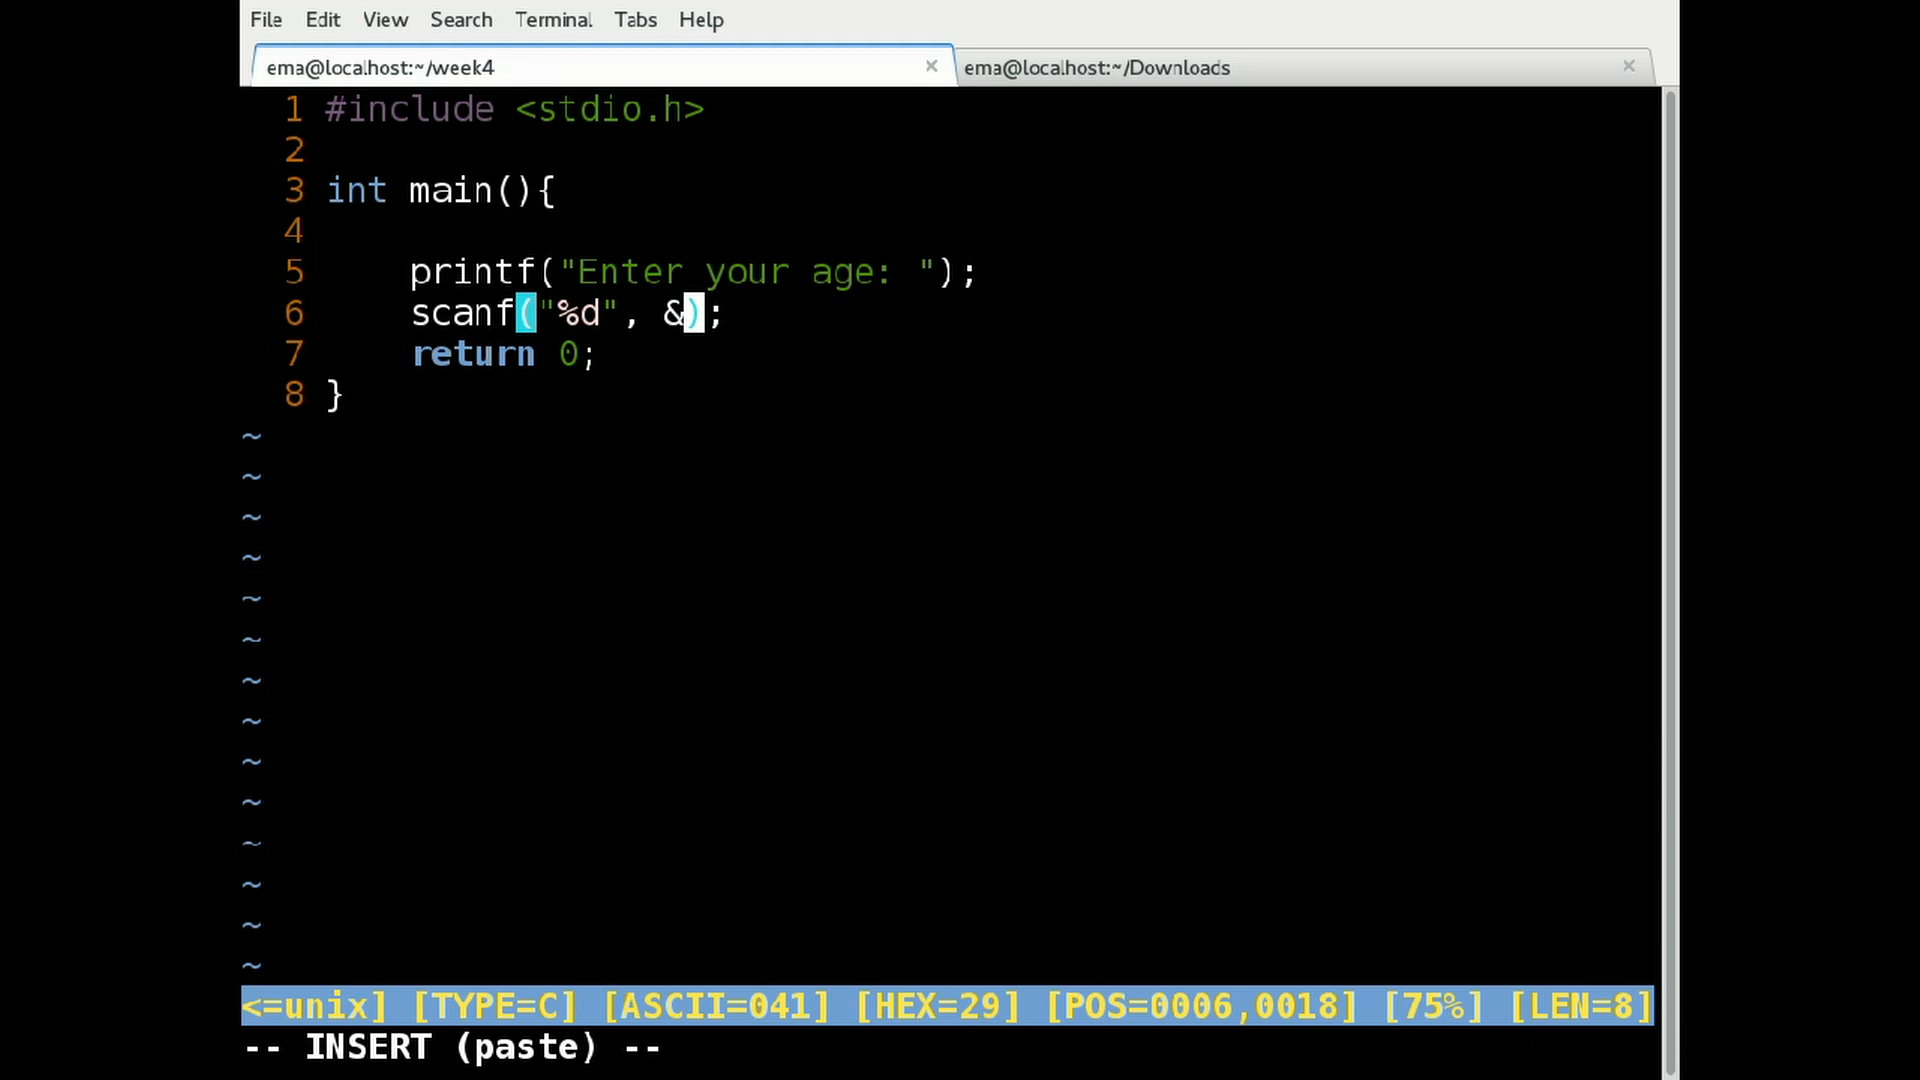 File Edit View Search Terminal Tabs Help
ema@localhost:~/week4 × ema@localhost:~/Downloads ×
1 #include <stdio.h>
2
3 int main(){
4
5     printf("Enter your age: ");
6     scanf("%d", &);
7     return 0;
8 }
~
~
~
~
~
~
~
~
~
~
~
~
~
~
<=unix] [TYPE=C] [ASCII=041] [HEX=29] [POS=0006,0018] [75%] [LEN=8]
-- INSERT (paste) --